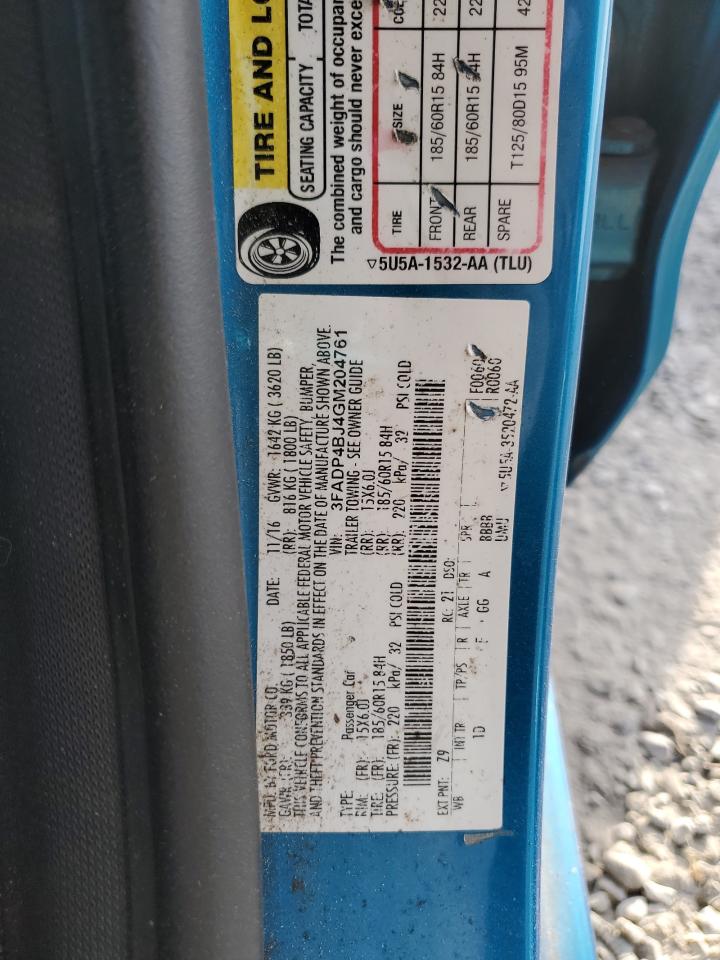 TIRE AND LO
SEATING CAPACITY TOTA
The combined weight of occupan
and cargo should never exce
TIRE SIZE
FRONT 185/60R15 84H 22
REAR 185/60R15 84H 22
SPARE T125/80D15 95M 42
▽5U5A-1532-AA (TLU)
MFD. BY FORD MOTOR CO. DATE: 11/16 GVWR: 1642 KG ( 3620 LB)
GAWR: (FR): 839 KG ( 1850 LB) (RR): 816 KG ( 1800 LB)
THIS VEHICLE CONFORMS TO ALL APPLICABLE FEDERAL MOTOR VEHICLE SAFETY, BUMPER,
AND THEFT PREVENTION STANDARDS IN EFFECT ON THE DATE OF MANUFACTURE SHOWN ABOVE.
VIN: 3FADP4BJ4GM204761
TYPE: Passenger Car TRAILER TOWING - SEE OWNER GUIDE
RIM: (FR): 15X6.0J (RR): 15X6.0J
TIRE: (FR): 185/60R15 84H (RR): 185/60R15 84H
PRESSURE: (FR): 220 kPa/ 32 PSI COLD (RR): 220 kPa/ 32 PSI COLD
EXT PNT: Z9 RC: 21 DSO: F0060
WB INT TR TP/PS R AXLE TR SPR R0060
1D F GG A BBBB
UMU ▽5U5A-3520472-AA